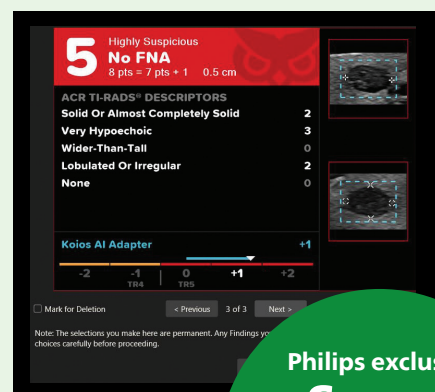 5
Highly Suspicious
No FNA
8 pts = 7 pts + 1 0.5 cm
ACR TI-RADS® DESCRIPTORS
Solid Or Almost Completely Solid 2
Very Hypoechoic 3
Wider-Than-Tall 0
Lobulated Or Irregular 2
None 0
Koios AI Adapter +1
-2 -1 0 +1 +2
TR4 TR5
Mark for Deletion < Previous 3 of 3 Next >
Note: The selections you make here are permanent. Any Findings
choices carefully before proceeding.
Philips